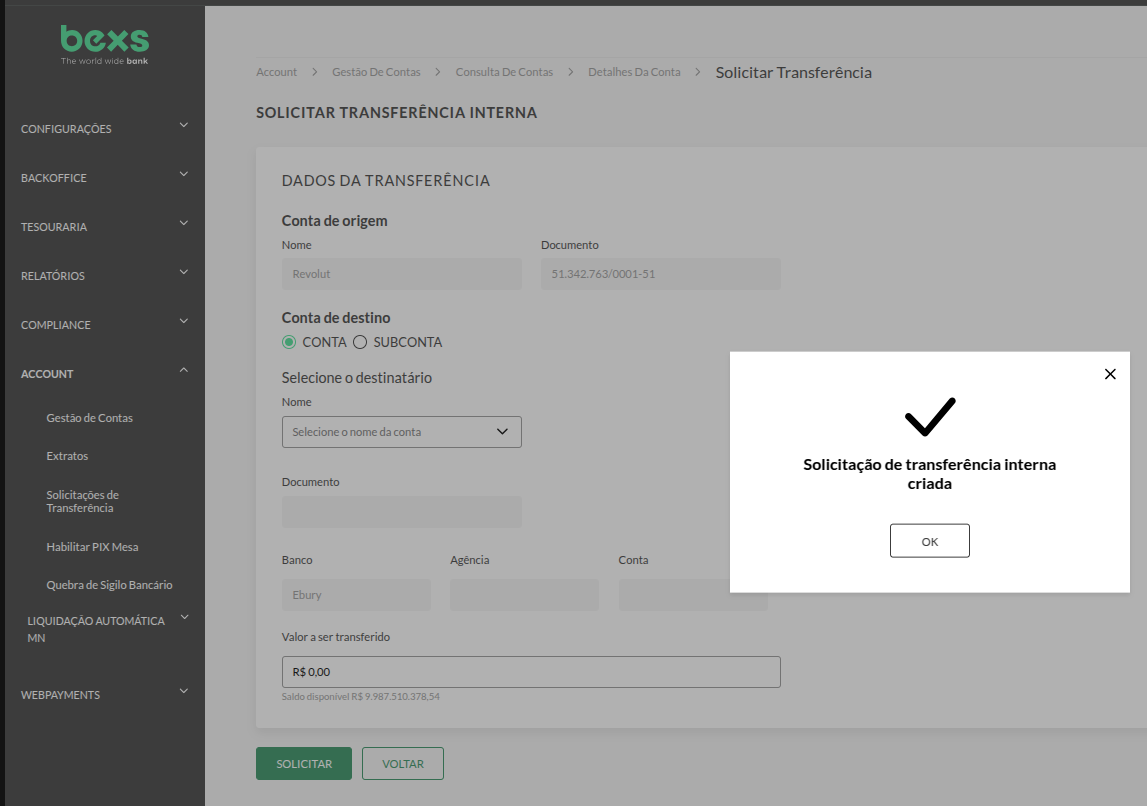 bexs
The world wide bank
CONFIGURAÇÕES
BACKOFFICE
TESOURARIA
RELATÓRIOS
COMPLIANCE
ACCOUNT
Gestão de Contas
Extratos
Solicitações de
Transferência
Habilitar PIX Mesa
Quebra de Sigilo Bancário
LIQUIDAÇÃO AUTOMÁTICA
MN
WEBPAYMENTS
Account > Gestão De Contas > Consulta De Contas > Detalhes Da Conta > Solicitar Transferência
SOLICITAR TRANSFERÊNCIA INTERNA
DADOS DA TRANSFERÊNCIA
Conta de origem
Nome Documento
Revolut 51.342.763/0001-51
Conta de destino
CONTA SUBCONTA
Selecione o destinatário
Nome
Selecione o nome da conta
Documento
Banco Agência Conta
Ebury
Valor a ser transferido
R$ 0,00
Saldo disponível R$ 9.987.510.378,54
SOLICITAR VOLTAR
Solicitação de transferência interna
criada
OK